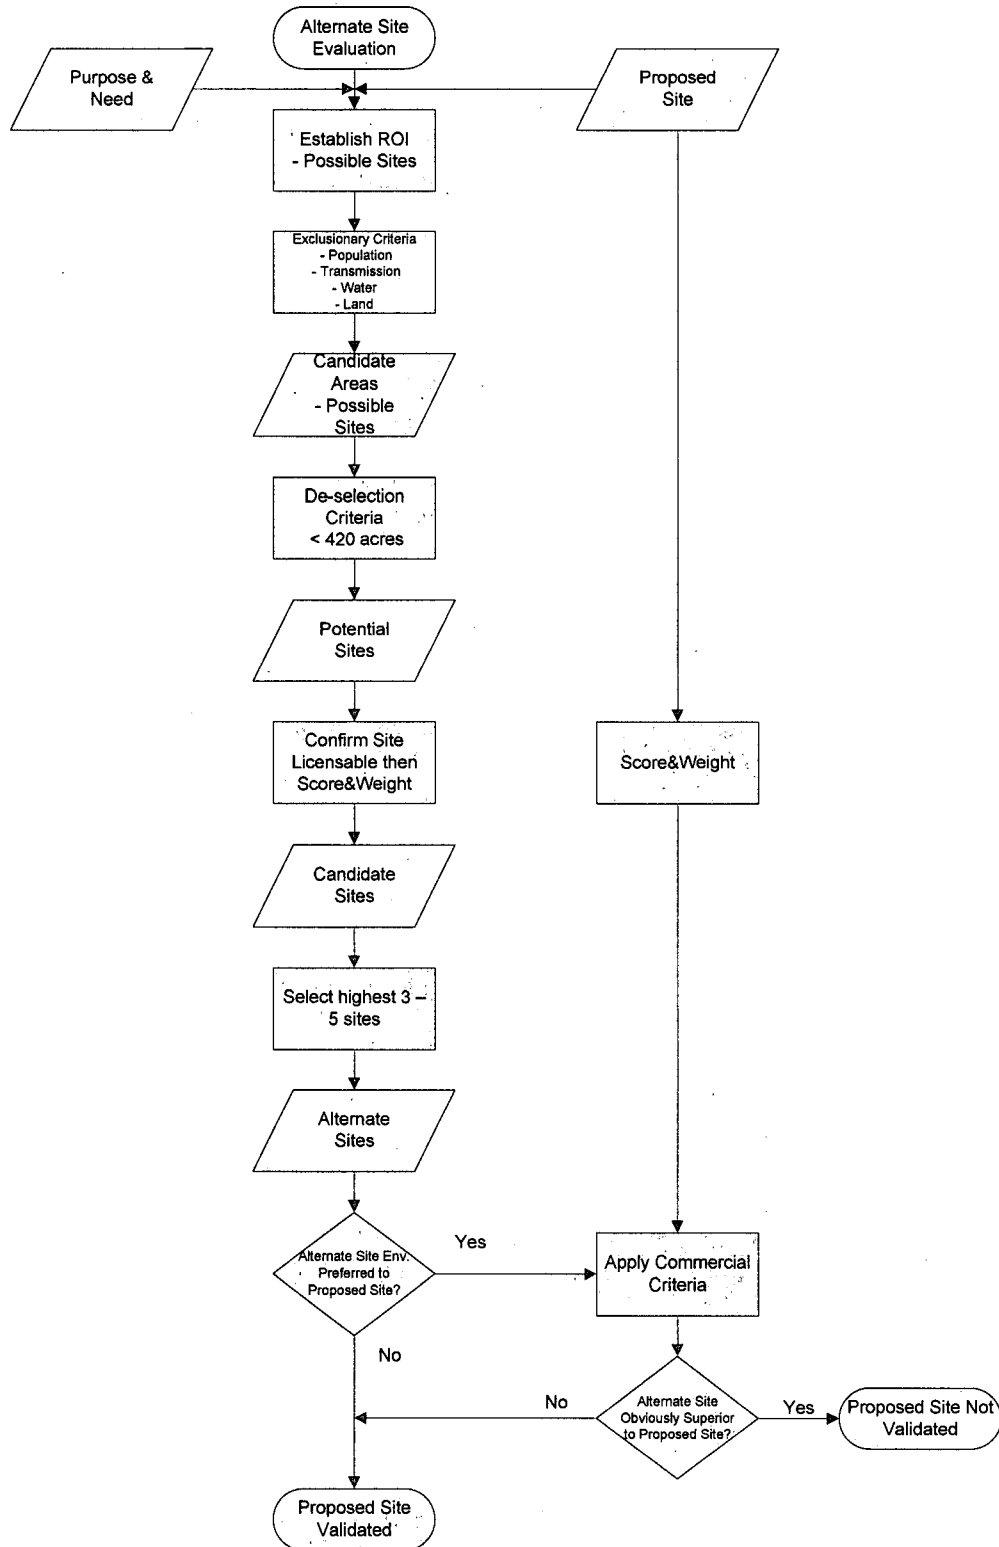 Alternate Site
Evaluation
Purpose &
Need
Proposed
Site
Establish ROI
- Possible Sites
Exclusionary Criteria
- Population
- Transmission
- Water
- Land
Candidate
Areas
- Possible
Sites
De-selection
Criteria
< 420 acres
Potential
Sites
Confirm Site
Licensable then
Score&Weight
Score&Weight
Candidate
Sites
Select highest 3 –
5 sites
Alternate
Sites
Alternate Site Env.
Preferred to
Proposed Site?
Yes
Apply Commercial
Criteria
No
Alternate Site
Obviously Superior
to Proposed Site?
No
Yes
Proposed Site Not
Validated
Proposed Site
Validated